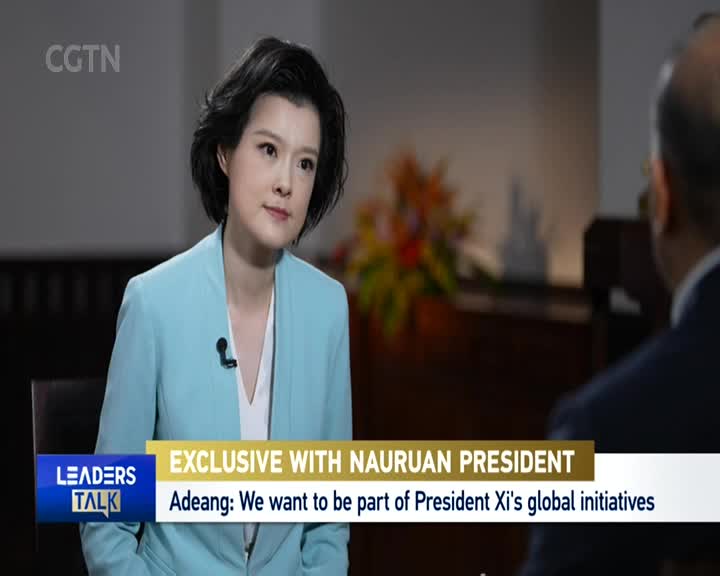 CGTN
EXCLUSIVE WITH NAURUAN PRESIDENT
LEADERS
TALK
Adeang: We want to be part of President Xi's global initiatives